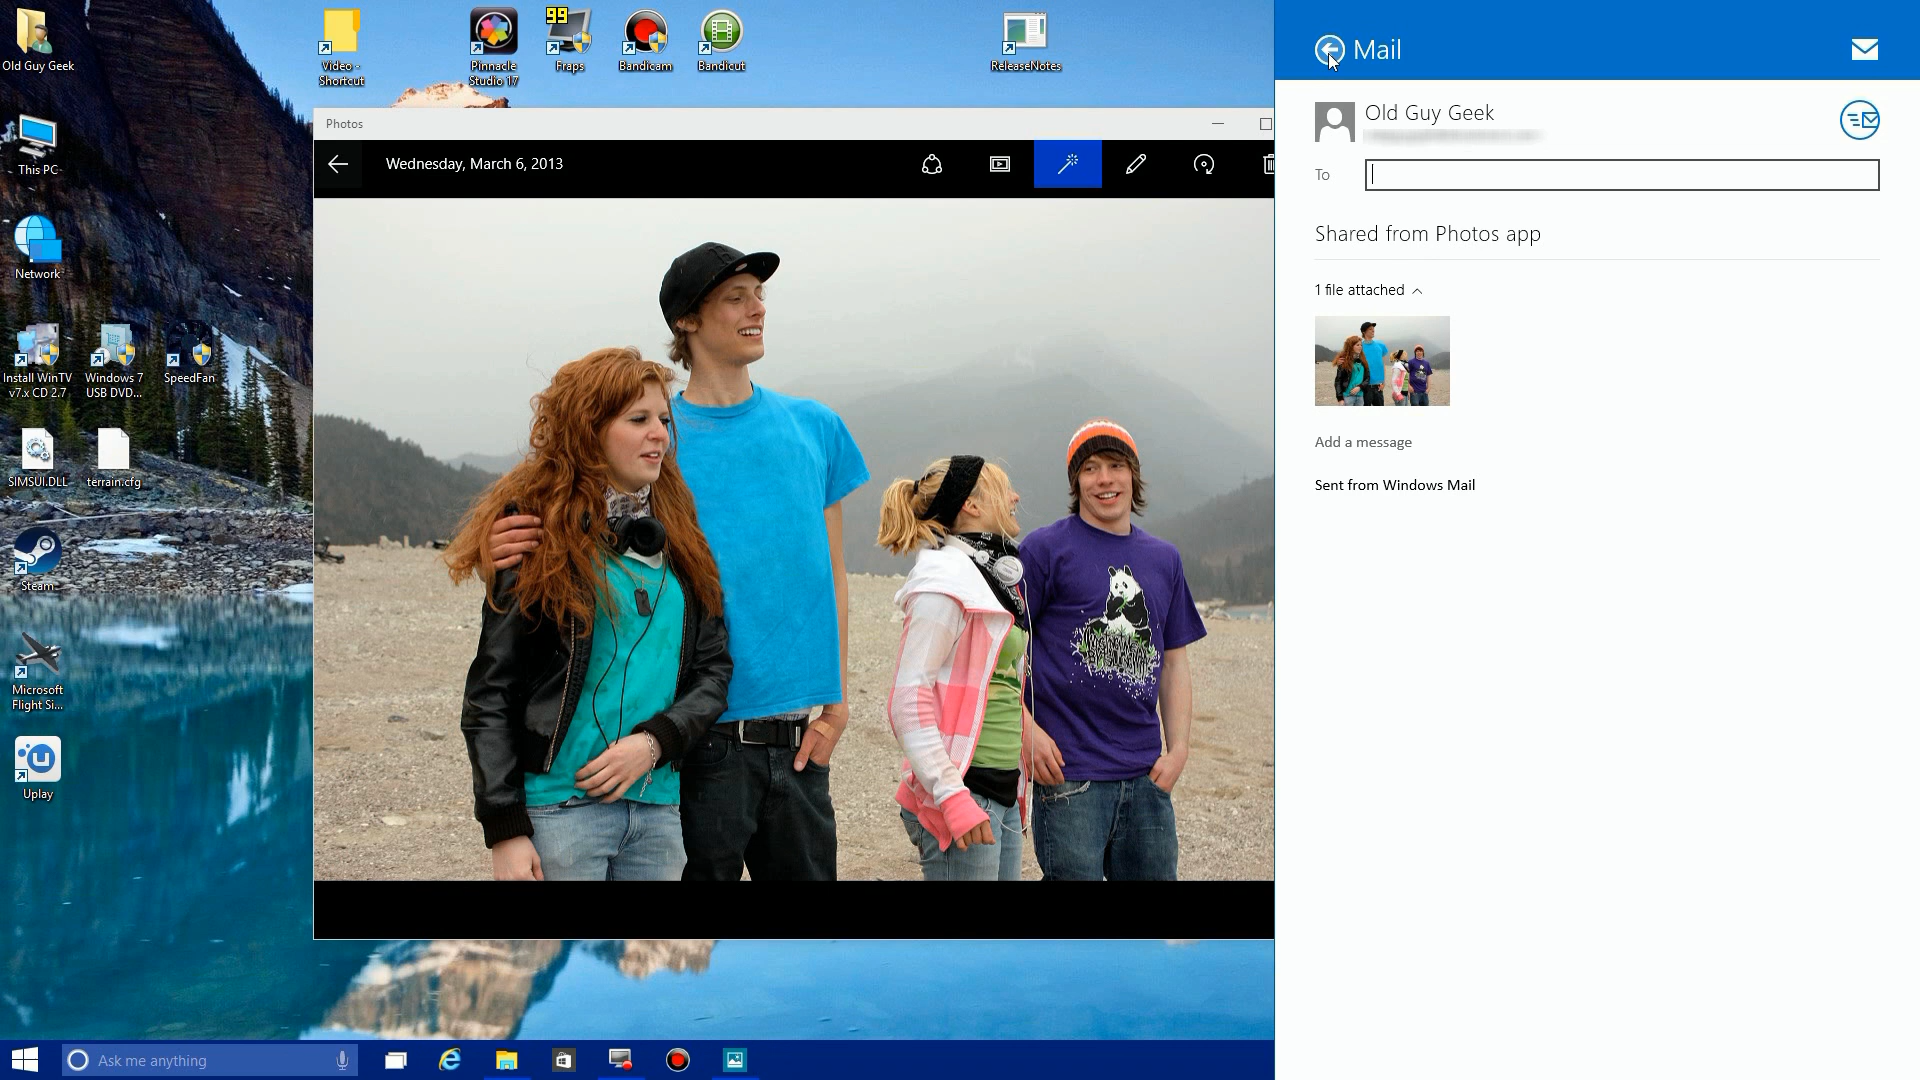 Old Guy Geek
Video -
Shortcut
Pinnacle
Studio 17
99
Fraps
Bandicam
Bandicut
ReleaseNotes
This PC
Network
Install WinTV
v7.x CD 2.7
Windows 7
USB DVD...
SpeedFan
SIMSUI.DLL
terrain.cfg
Steam
Microsoft
Flight Si...
Uplay
Photos
Wednesday, March 6, 2013
Mail
Old Guy Geek
To
Shared from Photos app
1 file attached
Add a message
Sent from Windows Mail
Ask me anything